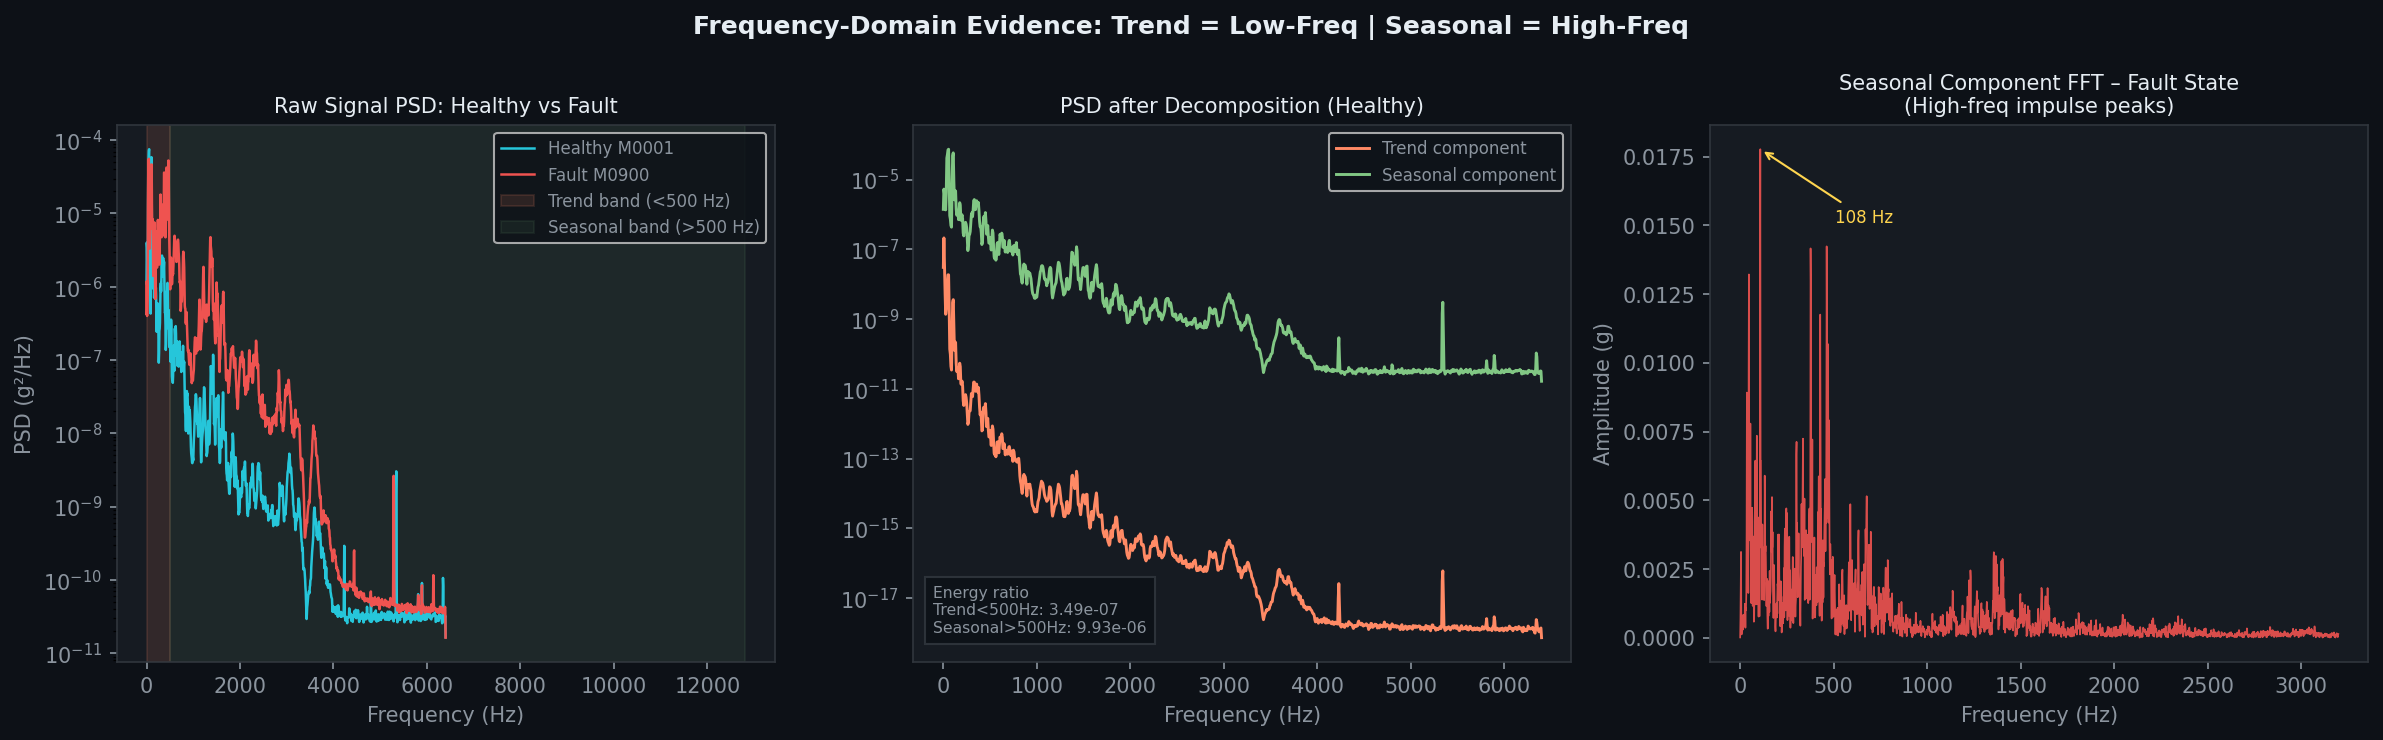 Frequency-Domain Evidence: Trend = Low-Freq | Seasonal = High-Freq
Raw Signal PSD: Healthy vs Fault
PSD (g²/Hz)
10⁻⁴
10⁻⁵
10⁻⁶
10⁻⁷
10⁻⁸
10⁻⁹
10⁻¹⁰
10⁻¹¹
Healthy M0001
Fault M0900
Trend band (<500 Hz)
Seasonal band (>500 Hz)
0 2000 4000 6000 8000 10000 12000
Frequency (Hz)
PSD after Decomposition (Healthy)
10⁻⁵
10⁻⁷
10⁻⁹
10⁻¹¹
10⁻¹³
10⁻¹⁵
10⁻¹⁷
Trend component
Seasonal component
Energy ratio
Trend<500Hz: 3.49e-07
Seasonal>500Hz: 9.93e-06
0 1000 2000 3000 4000 5000 6000
Frequency (Hz)
Seasonal Component FFT – Fault State
(High-freq impulse peaks)
Amplitude (g)
0.0175
0.0150
0.0125
0.0100
0.0075
0.0050
0.0025
0.0000
108 Hz
0 500 1000 1500 2000 2500 3000
Frequency (Hz)